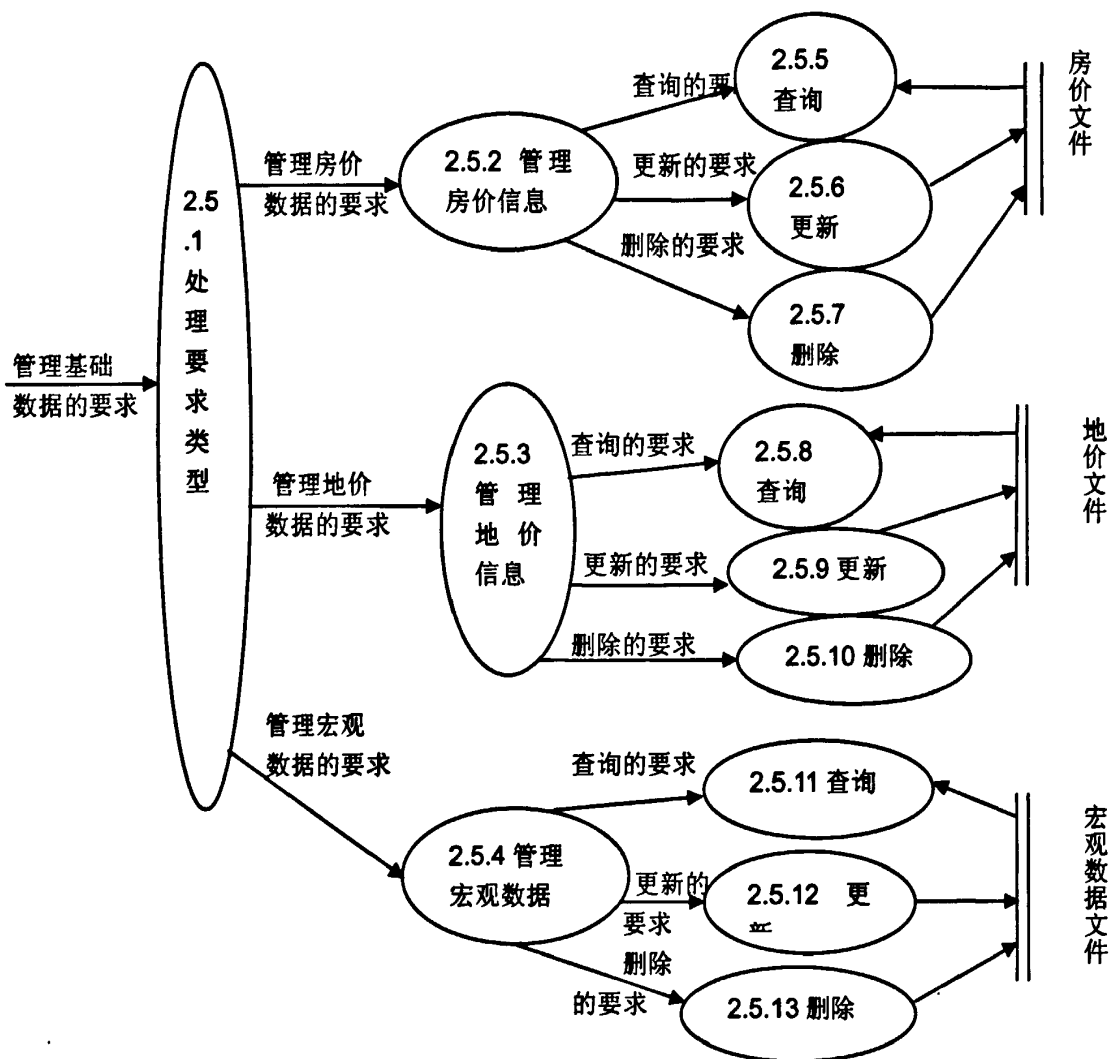 管理基础
数据的要求
2.5
.1
处
理
要
求
类
型
管理房价
数据的要求
2.5.2 管理
房价信息
查询的要
更新的要求
删除的要求
2.5.5
查询
2.5.6
更新
2.5.7
删除
房价文件
管理地价
数据的要求
2.5.3
管 理
地 价
信息
查询的要求
更新的要求
删除的要求
2.5.8
查询
2.5.9 更新
2.5.10 删除
地价文件
管理宏观
数据的要求
2.5.4 管理
宏观数据
查询的要求
更新的
要求
删除
的要求
2.5.11 查询
2.5.12 更
2.5.13 删除
宏观数据文件